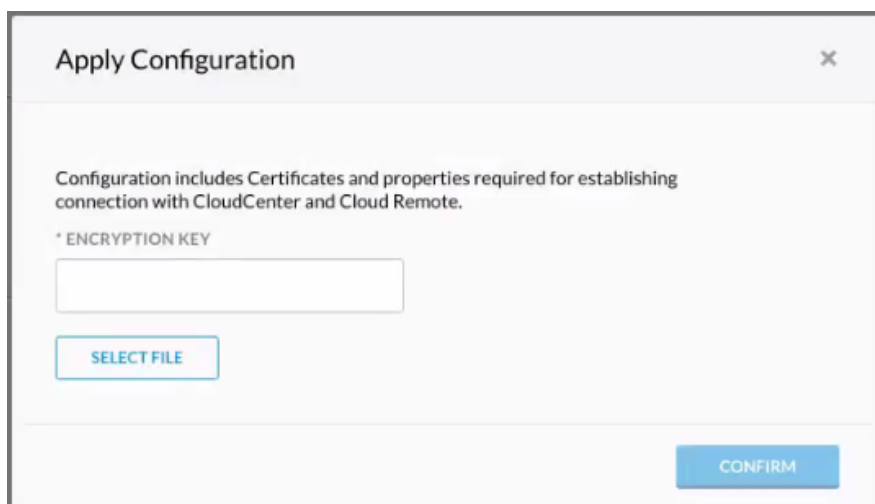 Apply Configuration
Configuration includes Certificates and properties required for establishing
connection with CloudCenter and Cloud Remote.
* ENCRYPTION KEY
SELECT FILE
CONFIRM